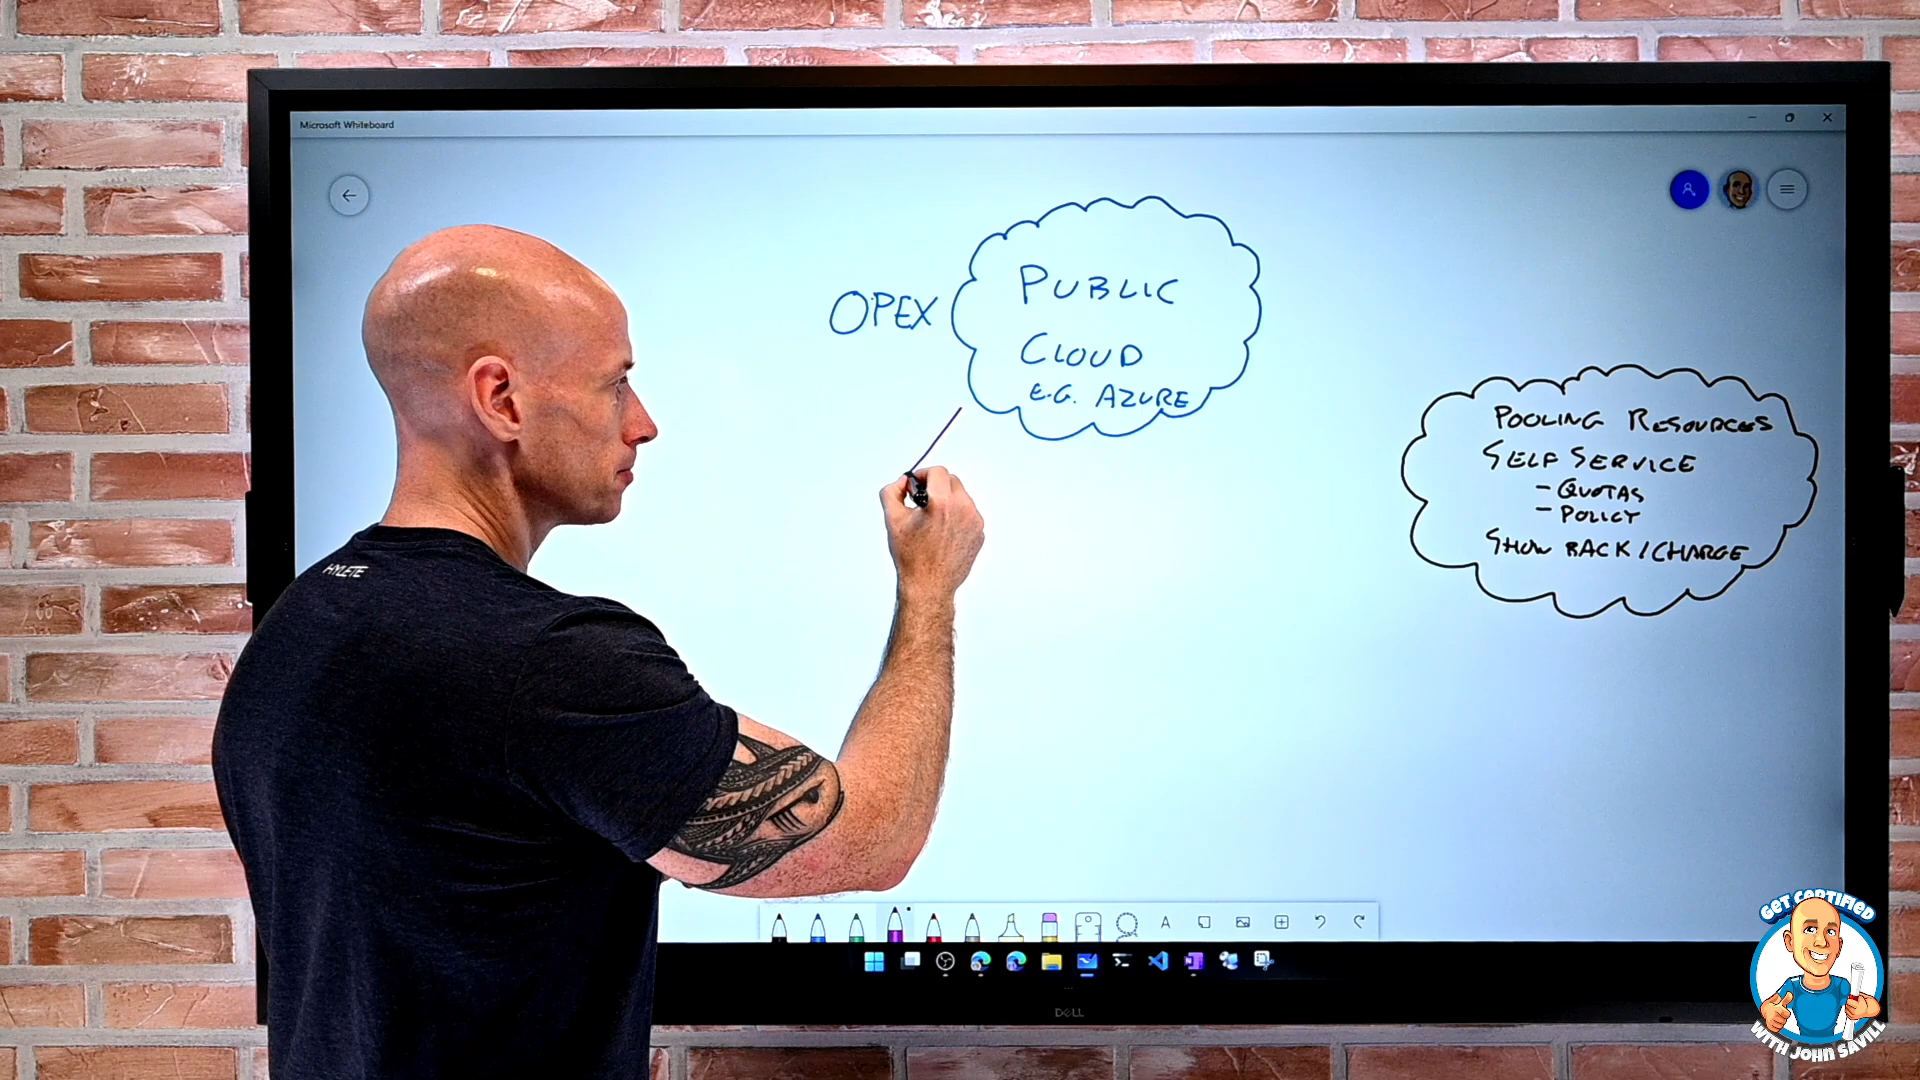 Microsoft Whiteboard
OPEX
PUBLIC
CLOUD
E.G. AZURE
POOLING RESOURCES
SELF SERVICE
- QUOTAS
- POLICY
SHOW BACK / CHARGE
HYLETE
A
DELL
GET CERTIFIED
WITH JOHN SAVILL